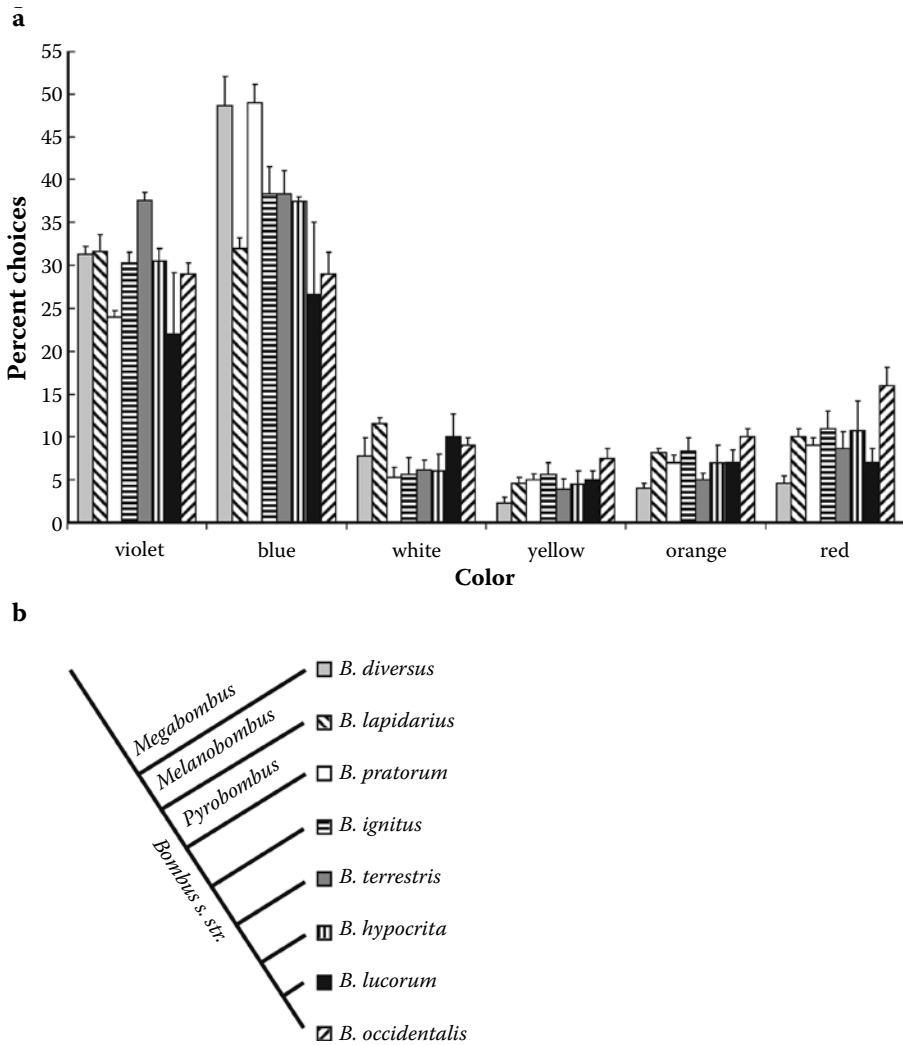 a
55
50
45
40
35
30
25
20
15
10
5
0
Percent choices
violet blue white yellow orange red
Color
b
Megabombus
Melanobombus
Pyrobombus
Bombus s. str.
B. diversus
B. lapidarius
B. pratorum
B. ignitus
B. terrestris
B. hypocrita
B. lucorum
B. occidentalis